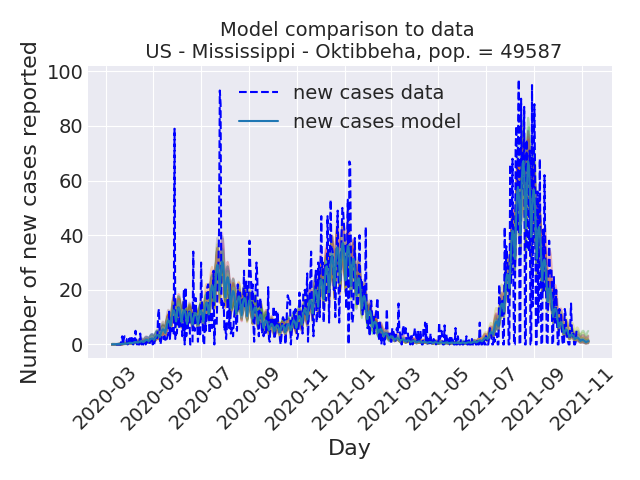 Model comparison to data
US - Mississippi - Oktibbeha, pop. = 49587
Number of new cases reported
100
80
60
40
20
0
new cases data
new cases model
2020-03
2020-05
2020-07
2020-09
2020-11
2021-01
2021-03
2021-05
2021-07
2021-09
2021-11
Day